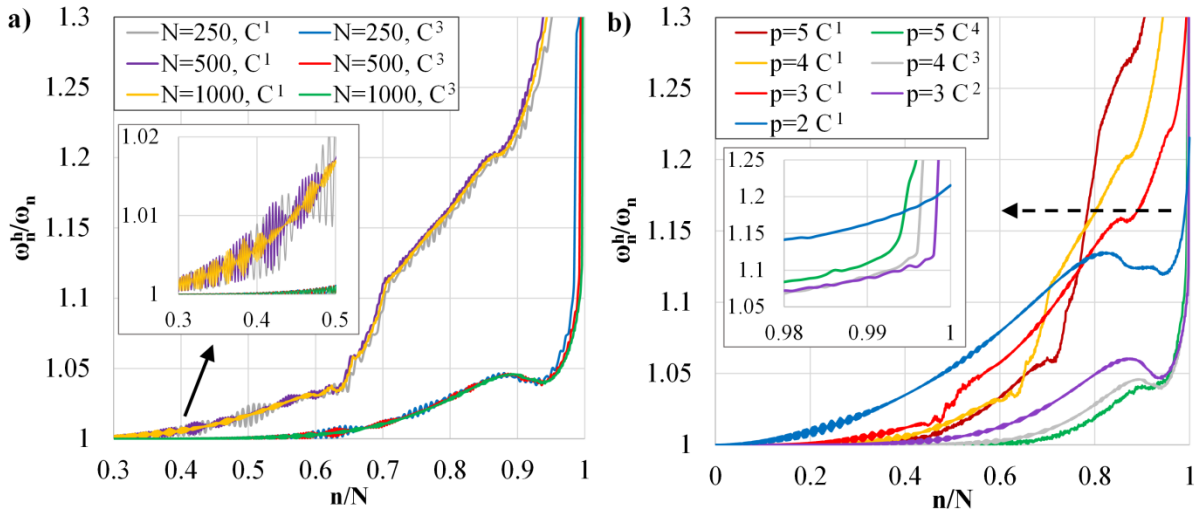 a)
N=250, C¹ N=250, C³
N=500, C¹ N=500, C³
N=1000, C¹ N=1000, C³
1.3
1.2
1.1
1.05
1
ωₙʰ/ωₙ
1.02
1.01
1
0.3 0.4 0.5
0.3 0.4 0.5 0.6 0.7 0.8 0.9 1
n/N
b)
p=5 C¹ p=5 C⁴
p=4 C¹ p=4 C³
p=3 C¹ p=3 C²
p=2 C¹
1.3
1.25
1.2
1.15
1.1
1.05
1
ωₙʰ/ωₙ
1.25
1.2
1.15
1.1
1.05
0.98 0.99 1
0 0.2 0.4 0.6 0.8 1
n/N